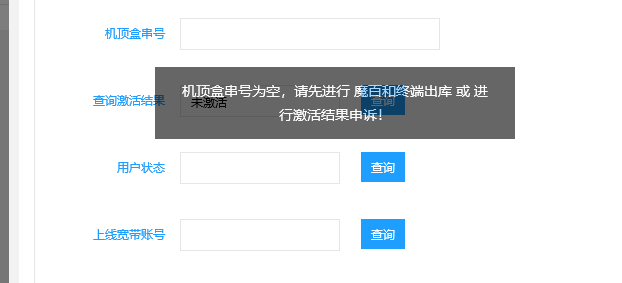 机顶盒串号
机顶盒串号为空，请先进行 魔百和终端出库 或 进
行激活结果申诉！
查询激活结果 未激活 查询
用户状态 查询
上线宽带账号 查询